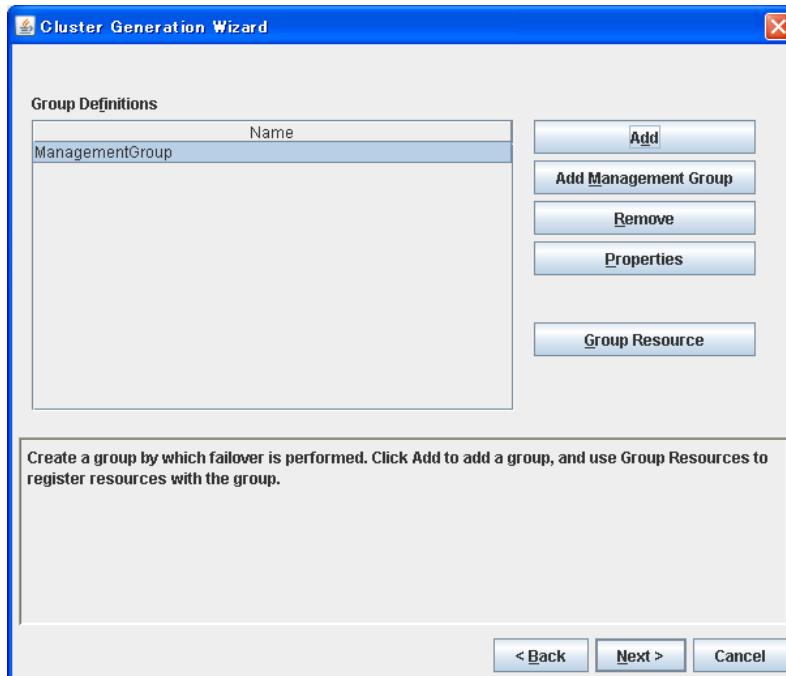 Cluster Generation Wizard
Group Definitions
Name
ManagementGroup
Add
Add Management Group
Remove
Properties
Group Resource
Create a group by which failover is performed. Click Add to add a group, and use Group Resources to
register resources with the group.
< Back
Next >
Cancel